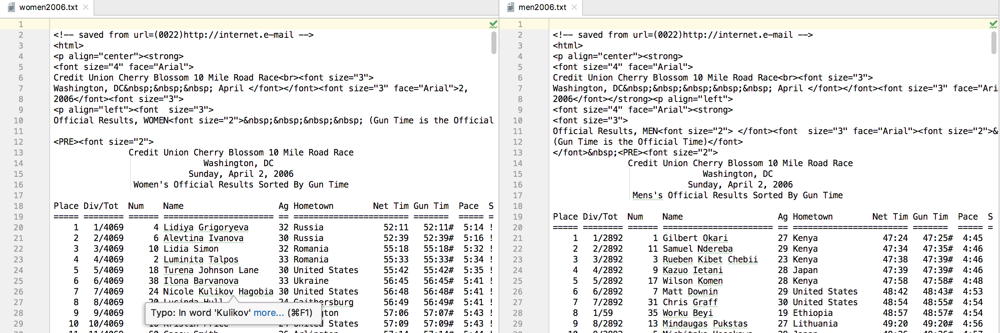 women2006.txt
1
2 <!-- saved from url=(0022)http://internet.e-mail -->
3 <html>
4 <p align="center"><strong>
5 <font size="4" face="Arial">
6 Credit Union Cherry Blossom 10 Mile Road Race<br><font size="3">
7 Washington, DC&nbsp;&nbsp;&nbsp; April </font></font><font size="3" face="Arial">2,
8 2006</font><font size="3">
9 <p align="left"><font  size="3">
10 Official Results, WOMEN<font size="2">&nbsp;&nbsp;&nbsp;&nbsp; (Gun Time is the Official
11
12 <PRE><font size="2">
13 Credit Union Cherry Blossom 10 Mile Road Race
14 Washington, DC
15 Sunday, April 2, 2006
16 Women's Official Results Sorted By Gun Time
17
18 Place Div/Tot  Num    Name                   Ag Hometown        Net Tim Gun Tim  Pace  S
19 ===== ======== ====== ====================== == ======================= ======= ===== =
20 1 1/4069 4 Lidiya Grigoryeva 32 Russia 52:11 52:11# 5:14 !
21 2 2/4069 6 Alevtina Ivanova 30 Russia 52:39 52:39# 5:16 !
22 3 3/4069 10 Lidia Simon 32 Romania 55:18 55:18# 5:32 !
23 4 4/4069 2 Luminita Talpos 33 Romania 55:33 55:33# 5:34 !
24 5 5/4069 18 Turena Johnson Lane 30 United States 55:42 55:42# 5:35 !
25 6 6/4069 38 Ilona Barvanova 33 Ukraine 56:45 56:45# 5:41 !
26 7 7/4069 24 Nicole Kulikov Hagobia 30 United States 56:48 56:48# 5:41 !
27 8 8/4069 20 Lucinda Hull 24 Gaithersburg 56:49 56:49# 5:41 !
28 9 9/4069 57:06 57:07# 5:43 !
29 10 10/4069 Kristin Price 24 United States 57:09 57:09# 5:43 !
11 11/4069 60 Casey Smith 26 Arlington 57:14 57:14# 5:44 !
Typo: In word 'Kulikov' more... (⌘F1)
men2006.txt
1
2 <!-- saved from url=(0022)http://internet.e-mail -->
3 <html>
4 <p align="center"><strong>
5 <font size="4" face="Arial">
6 Credit Union Cherry Blossom 10 Mile Road Race<br><font size="3">
7 Washington, DC&nbsp;&nbsp;&nbsp;&nbsp;&nbsp; April </font></font><font size="3" face="Ari
8 2006</font></strong><p align="left">
9 <font size="4" face="Arial"><strong>
10 <font size="3">
11 Official Results, MEN<font size="2"> </font><font  size="3" face="Arial"><font size="2">&
12 (Gun Time is the Official Time)</font>
13 </font>&nbsp;<PRE><font size="2">
14 Credit Union Cherry Blossom 10 Mile Road Race
15 Washington, DC
16 Sunday, April 2, 2006
17 Mens's Official Results Sorted By Gun Time
18
19 Place Div/Tot  Num    Name                   Ag Hometown        Net Tim Gun Tim  Pace  S
20 ===== ======== ====== ====================== == ======================= ======= ===== =
21 1 1/2892 1 Gilbert Okari 27 Kenya 47:24 47:25# 4:45
22 2 2/2892 11 Samuel Ndereba 29 Kenya 47:34 47:35# 4:46
23 3 3/2892 3 Rueben Kibet Chebii 23 Kenya 47:38 47:39# 4:46
24 4 4/2892 9 Kazuo Ietani 28 Japan 47:39 47:39# 4:46
25 5 5/2892 17 Wilson Komen 28 Kenya 47:58 47:58# 4:48
26 6 6/2892 7 Matt Downin 29 United States 48:42 48:43# 4:53
27 7 7/2892 31 Chris Graff 30 United States 48:54 48:55# 4:54
28 8 1/59 35 Worku Beyi 19 Ethiopia 48:57 48:57# 4:54
29 9 8/2892 13 Mindaugas Pukstas 27 Lithuania 49:20 49:20# 4:56